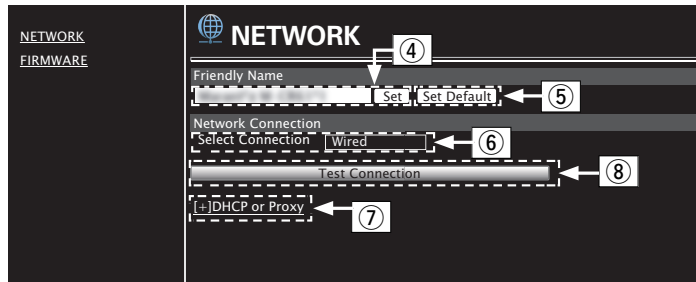 NETWORK
FIRMWARE
NETWORK
④
Friendly Name
Set Set Default ⑤
Network Connection
Select Connection Wired ⑥
Test Connection ⑧
[+]DHCP or Proxy ⑦